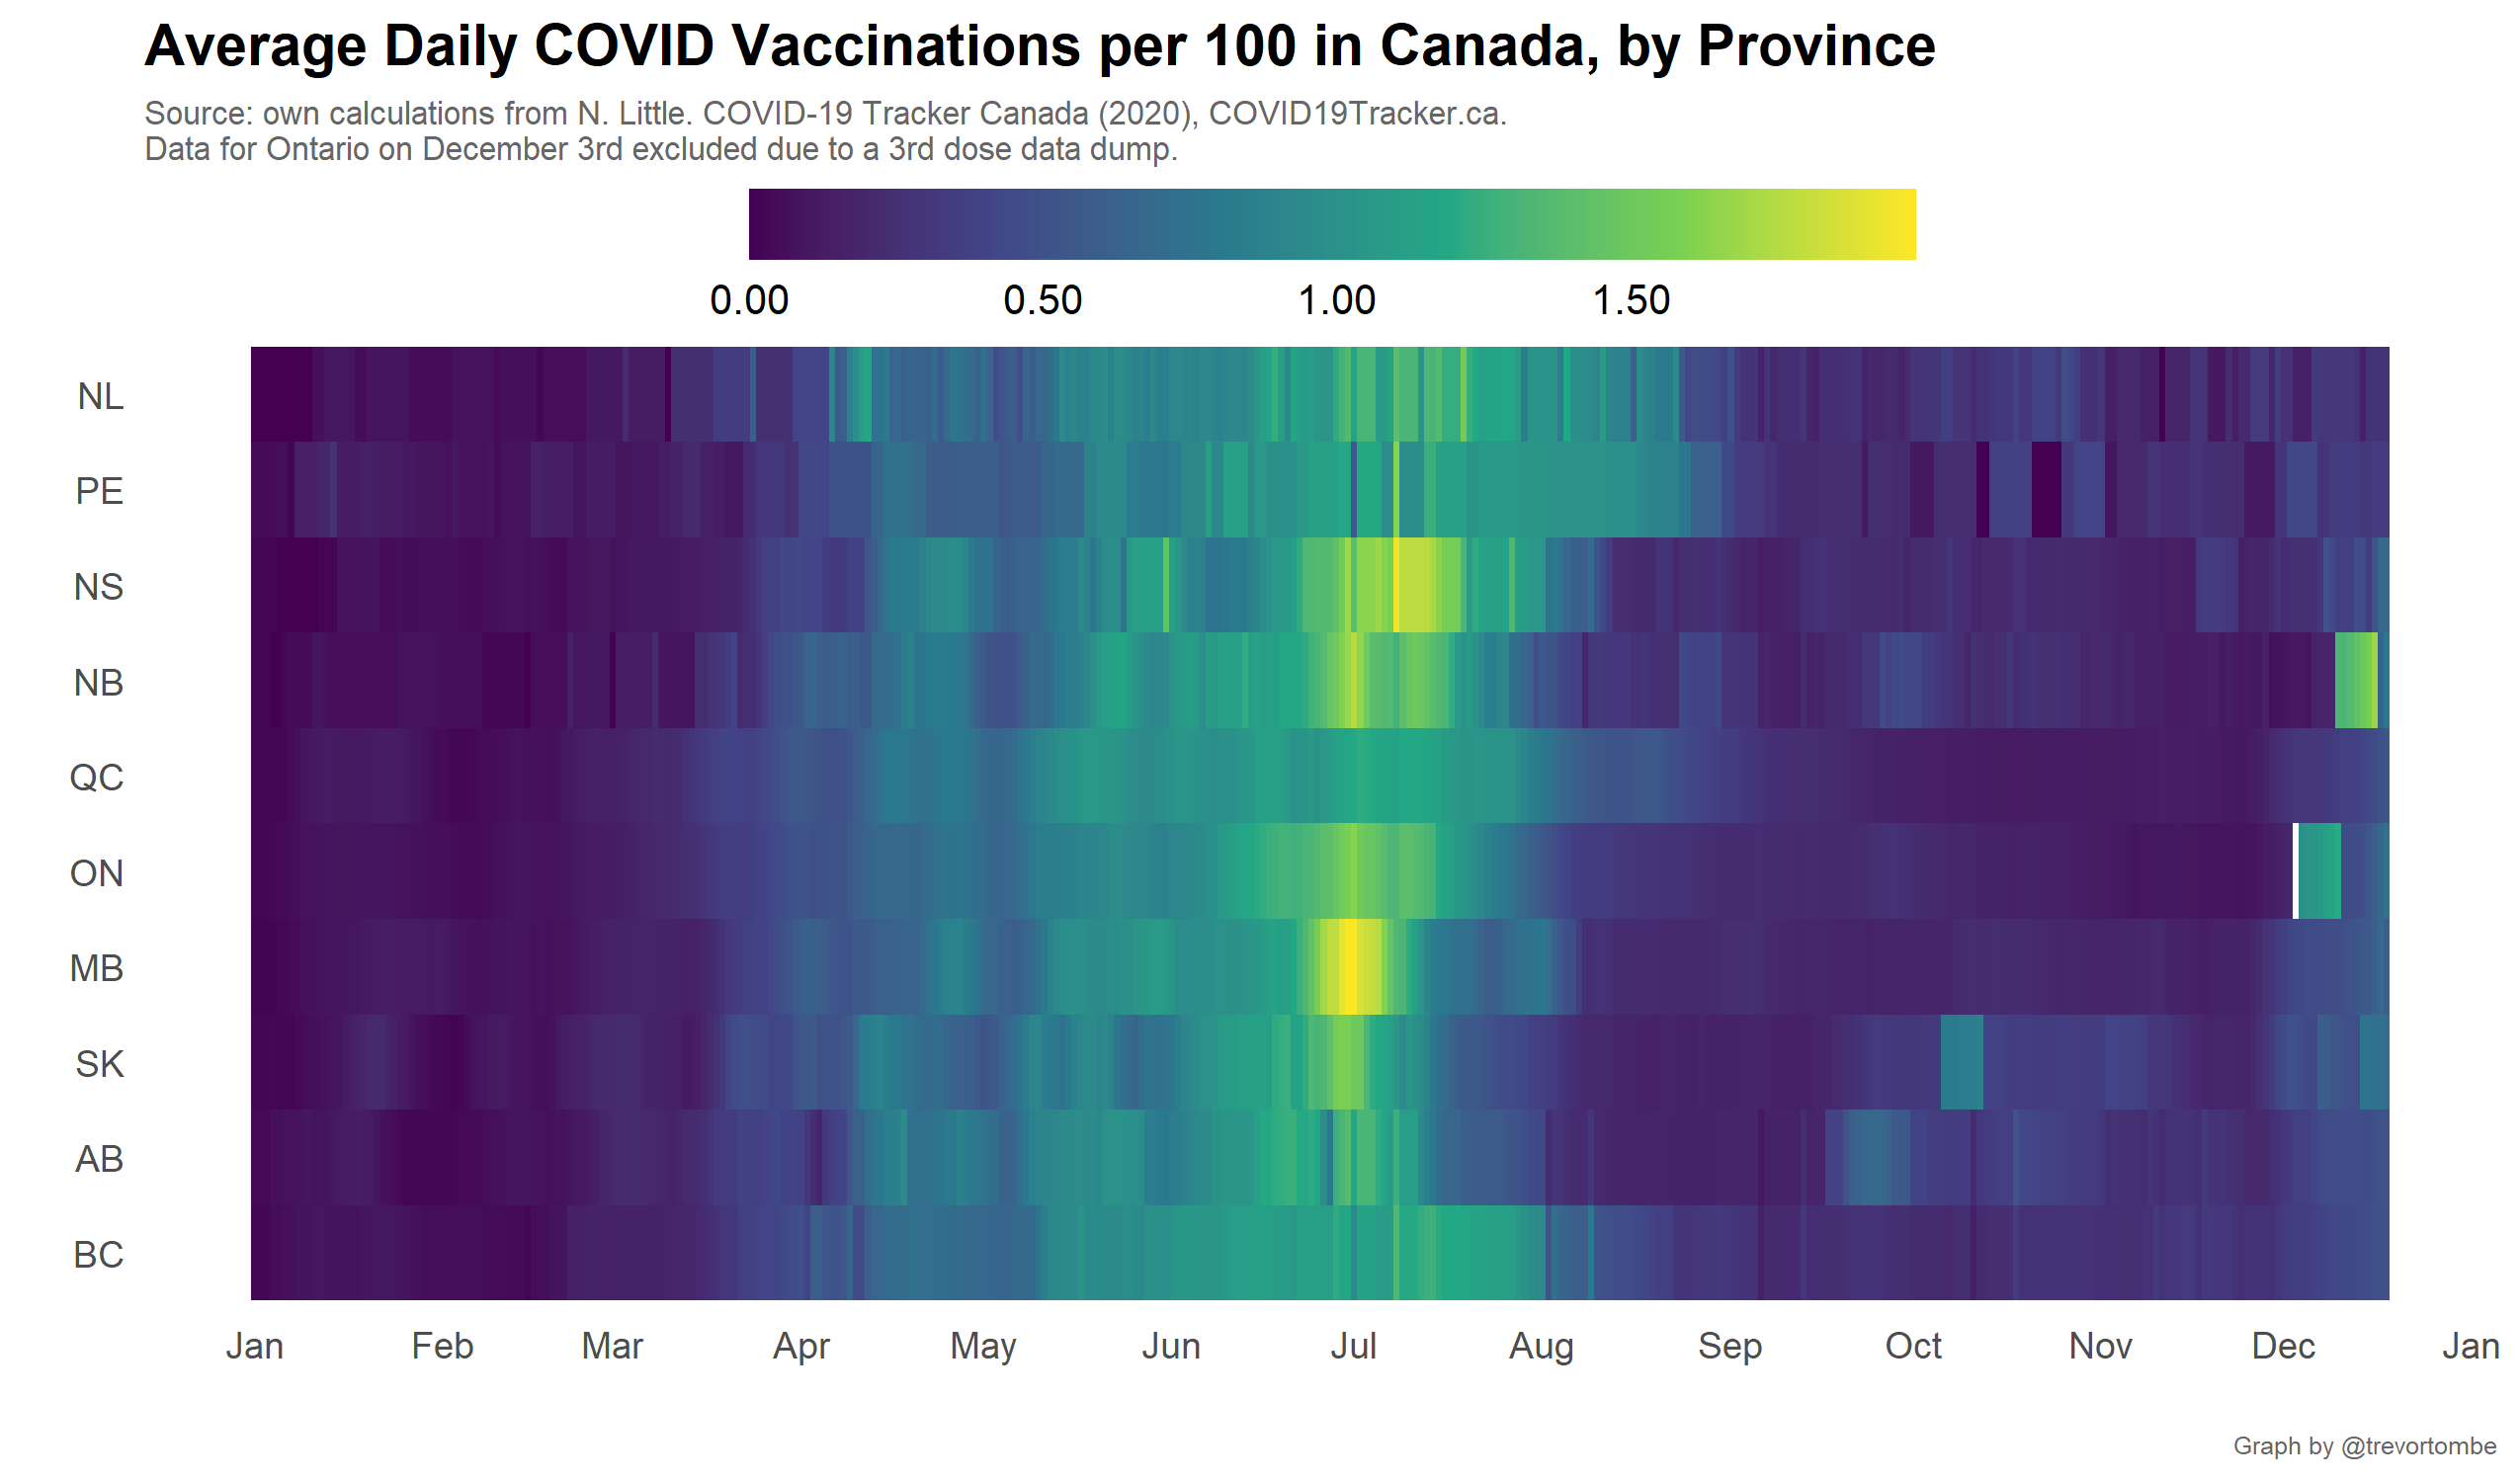 Average Daily COVID Vaccinations per 100 in Canada, by Province
Source: own calculations from N. Little. COVID-19 Tracker Canada (2020), COVID19Tracker.ca.
Data for Ontario on December 3rd excluded due to a 3rd dose data dump.
0.00 0.50 1.00 1.50
NL
PE
NS
NB
QC
ON
MB
SK
AB
BC
Jan Feb Mar Apr May Jun Jul Aug Sep Oct Nov Dec Jan
Graph by @trevortombe